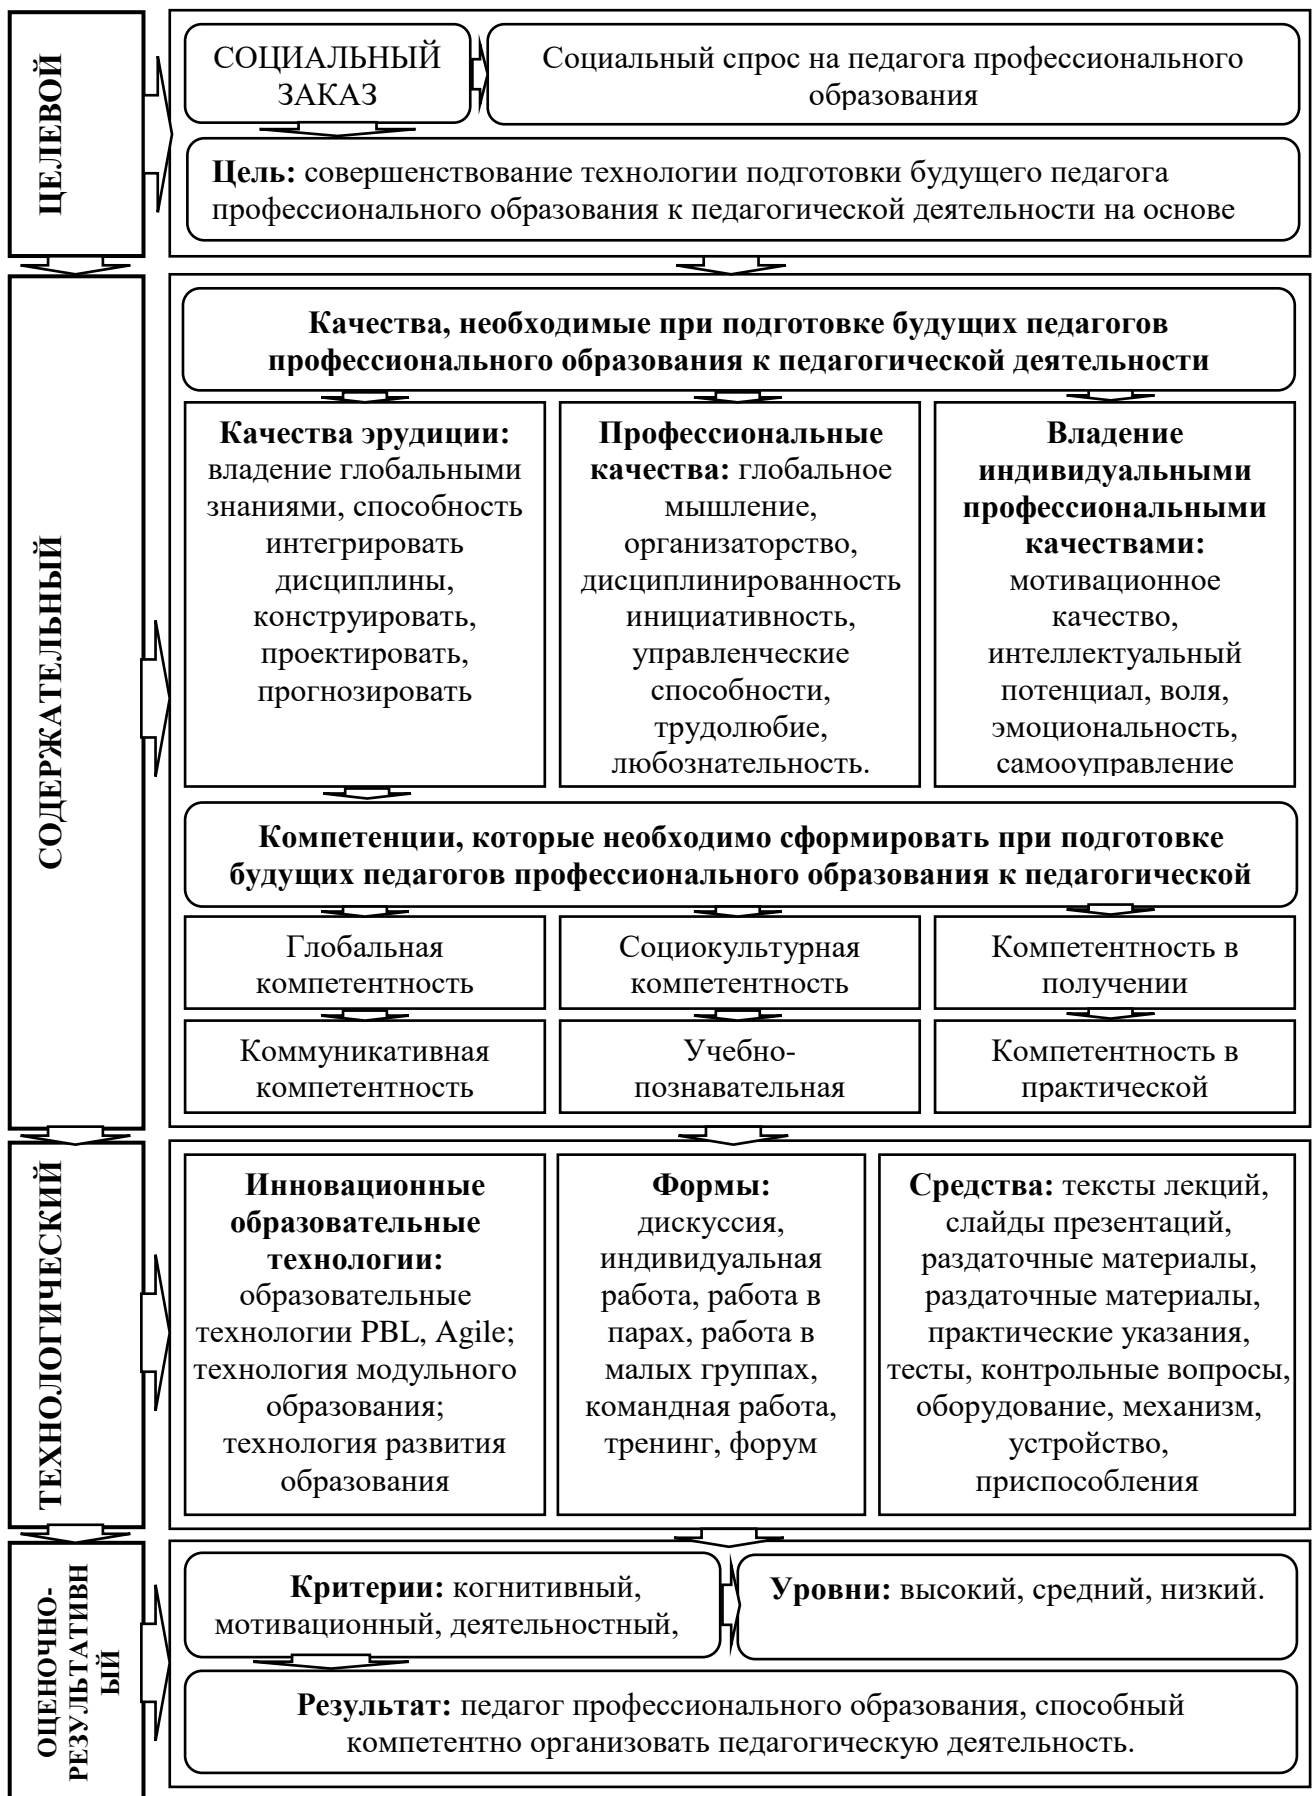 ЦЕЛЕВОЙ
СОЦИАЛЬНЫЙ
ЗАКАЗ
Социальный спрос на педагога профессионального
образования
Цель: совершенствование технологии подготовки будущего педагога
профессионального образования к педагогической деятельности на основе
СОДЕРЖАТЕЛЬНЫЙ
Качества, необходимые при подготовке будущих педагогов
профессионального образования к педагогической деятельности
Качества эрудиции:
владение глобальными
знаниями, способность
интегрировать
дисциплины,
конструировать,
проектировать,
прогнозировать
Профессиональные
качества: глобальное
мышление,
организаторство,
дисциплинированность
инициативность,
управленческие
способности,
трудолюбие,
любознательность.
Владение
индивидуальными
профессиональными
качествами:
мотивационное
качество,
интеллектуальный
потенциал, воля,
эмоциональность,
самооуправление
Компетенции, которые необходимо сформировать при подготовке
будущих педагогов профессионального образования к педагогической
Глобальная
компетентность
Социокультурная
компетентность
Компетентность в
получении
Коммуникативная
компетентность
Учебно-
познавательная
Компетентность в
практической
ТЕХНОЛОГИЧЕСКИЙ
Инновационные
образовательные
технологии:
образовательные
технологии PBL, Agile;
технология модульного
образования;
технология развития
образования
Формы:
дискуссия,
индивидуальная
работа, работа в
парах, работа в
малых группах,
командная работа,
тренинг, форум
Средства: тексты лекций,
слайды презентаций,
раздаточные материалы,
раздаточные материалы,
практические указания,
тесты, контрольные вопросы,
оборудование, механизм,
устройство,
приспособления
ОЦЕНОЧНО-
РЕЗУЛЬТАТИВН
ЫЙ
Критерии: когнитивный,
мотивационный, деятельностный,
Уровни: высокий, средний, низкий.
Результат: педагог профессионального образования, способный
компетентно организовать педагогическую деятельность.